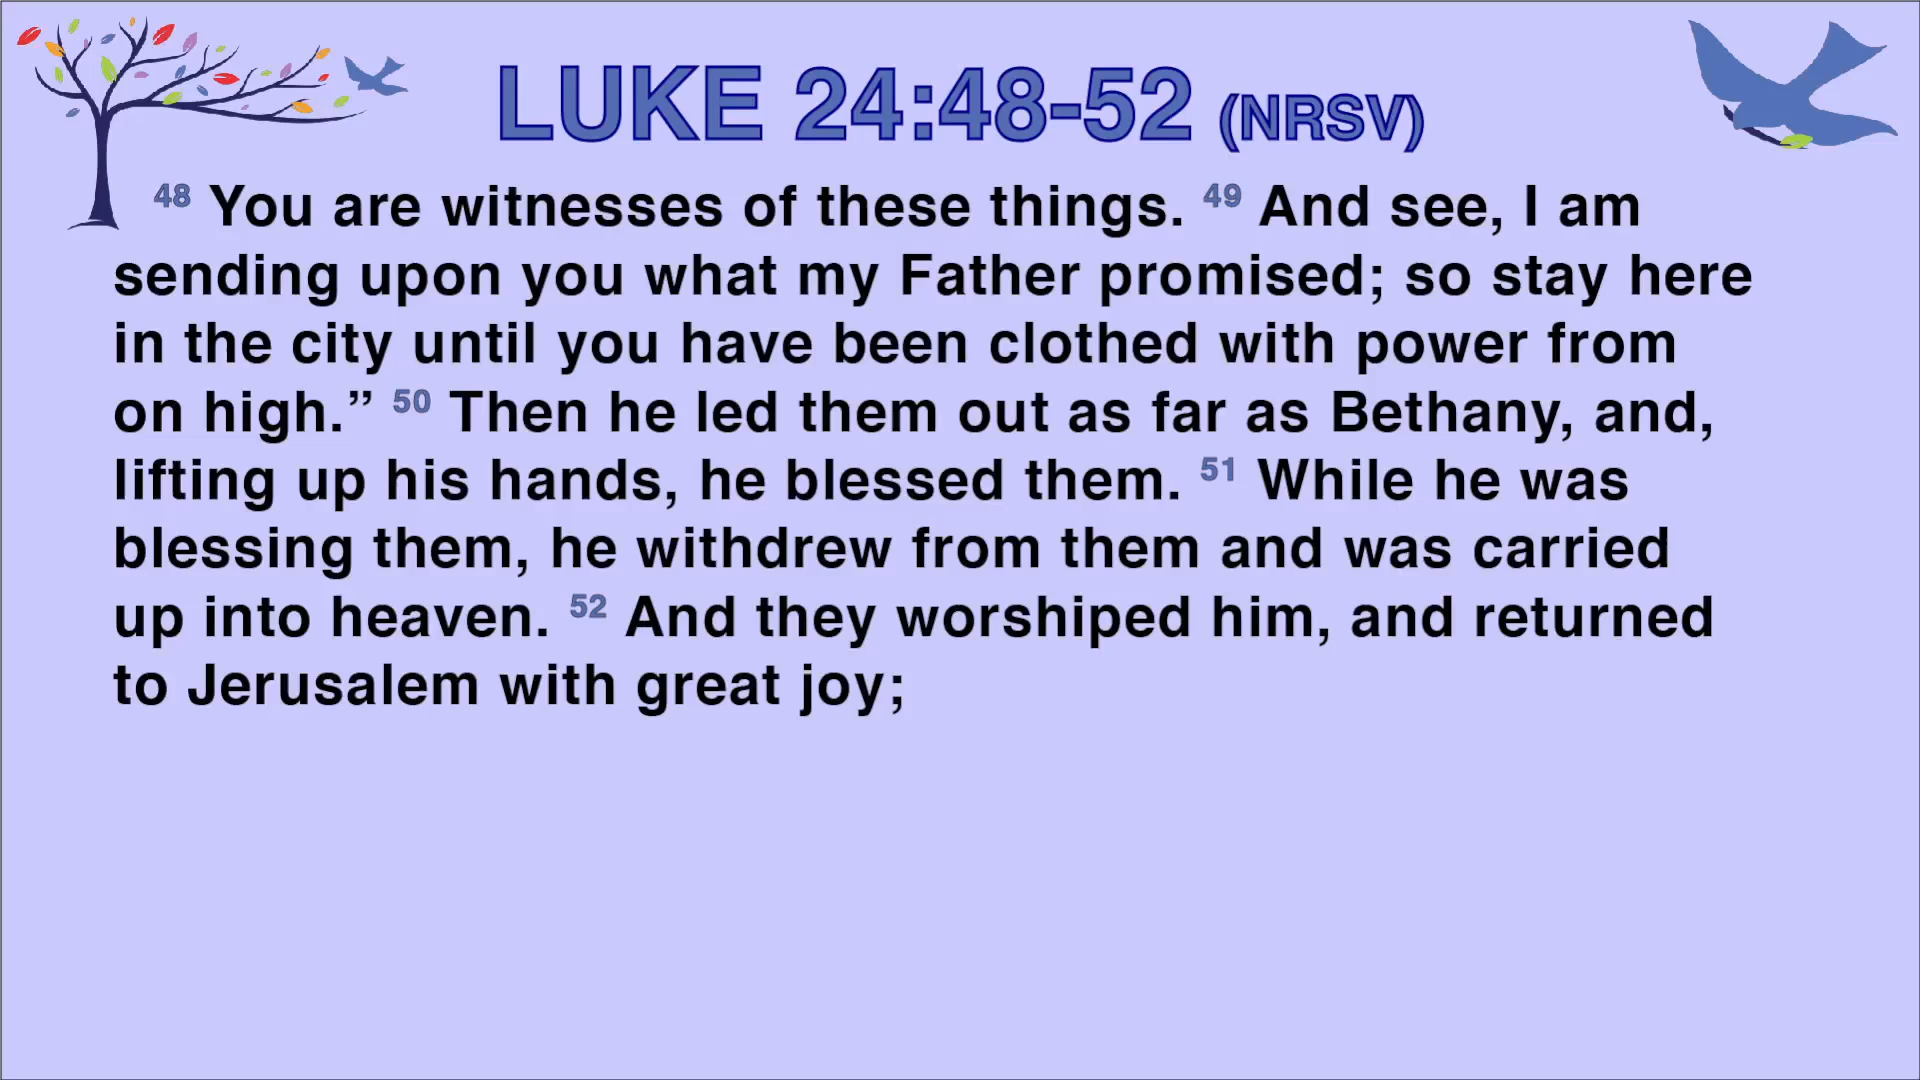 LUKE 24:48-52 (NRSV)
48 You are witnesses of these things. 49 And see, I am
sending upon you what my Father promised; so stay here
in the city until you have been clothed with power from
on high.” 50 Then he led them out as far as Bethany, and,
lifting up his hands, he blessed them. 51 While he was
blessing them, he withdrew from them and was carried
up into heaven. 52 And they worshiped him, and returned
to Jerusalem with great joy;